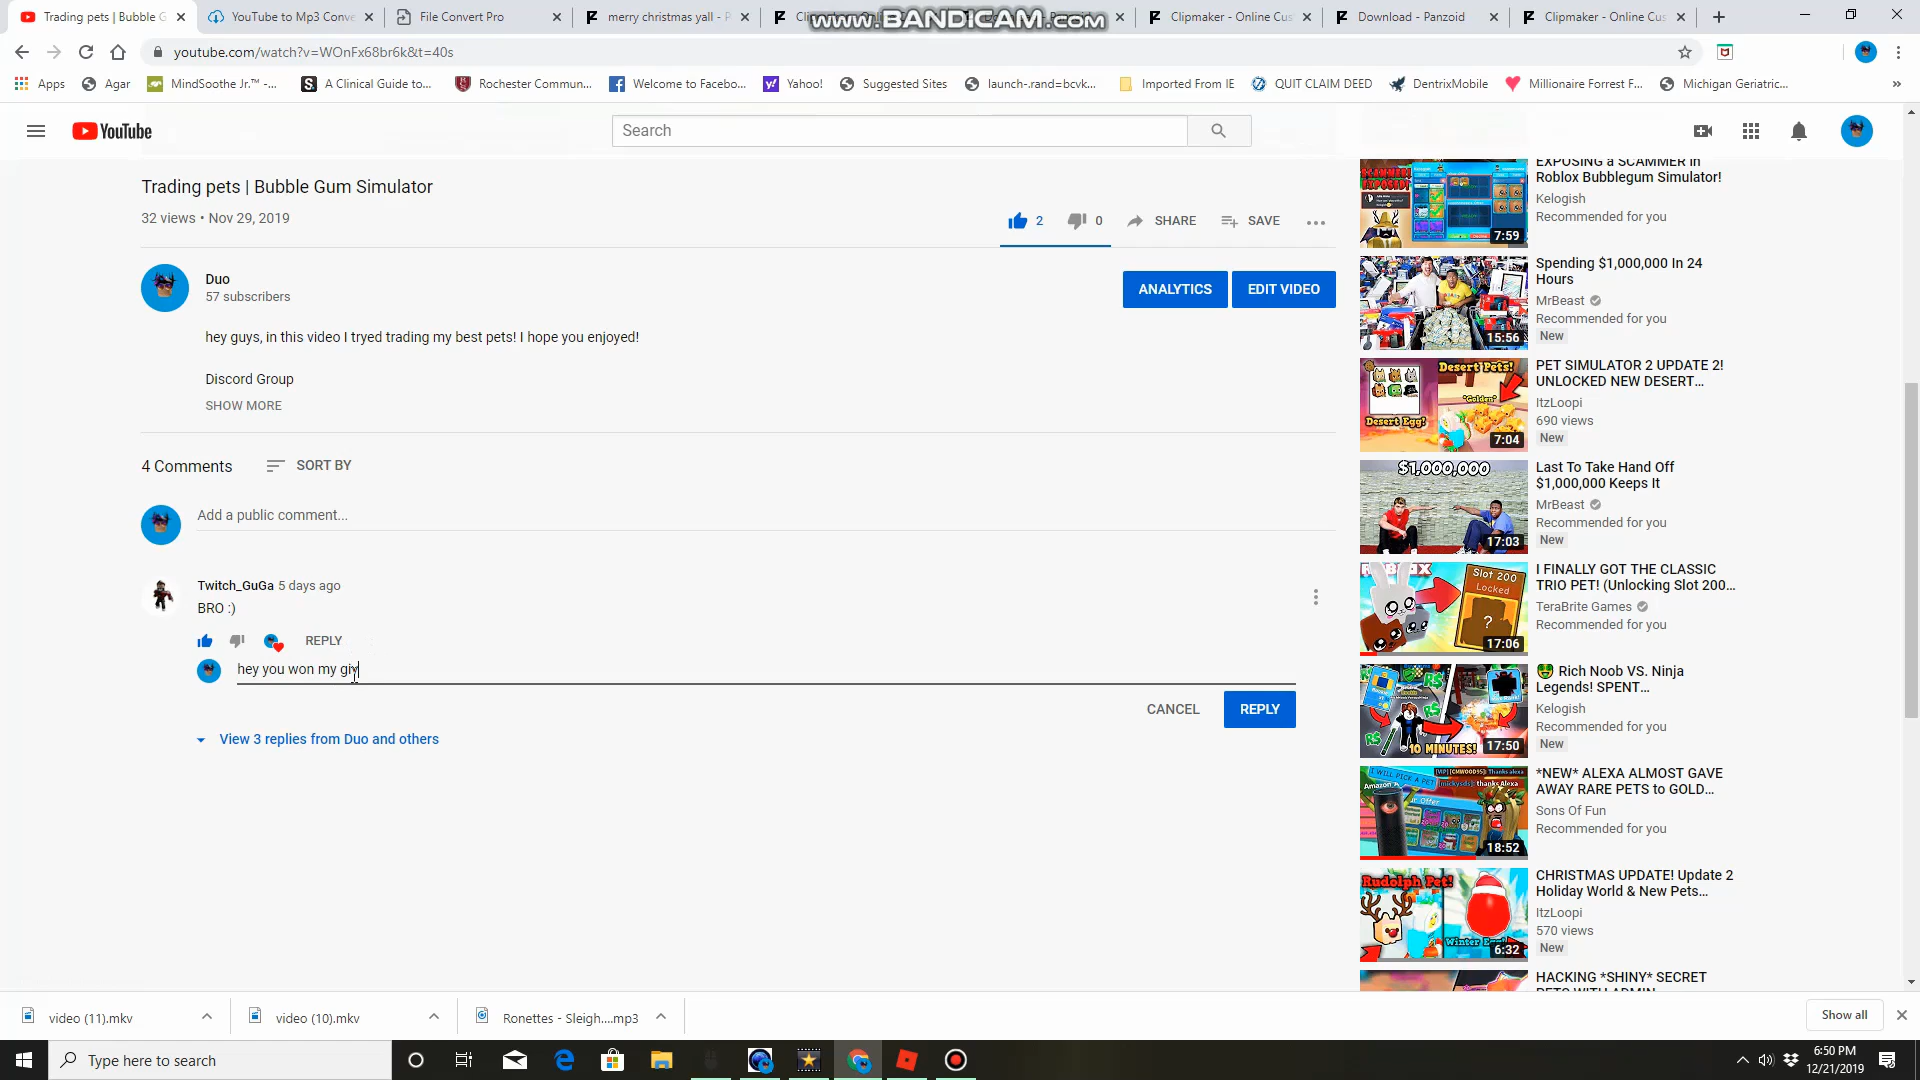 Trading pets | Bubble G
YouTube to Mp3 Conve
File Convert Pro
merry christmas yall - P
Clipmaker - Online Cus
Download - Panzoid
Clipmaker - Online Cus
www.BANDICAM.com
youtube.com/watch?v=WOnFx68br6k&t=40s
Apps
Agar
MindSoothe Jr.™ -...
A Clinical Guide to...
Rochester Commun...
Welcome to Facebo...
Yahoo!
Suggested Sites
launch-.rand=bcvk...
Imported From IE
QUIT CLAIM DEED
DentrixMobile
Millionaire Forrest F...
Michigan Geriatric...
YouTube
Search
Trading pets | Bubble Gum Simulator
32 views • Nov 29, 2019
2
0
SHARE
SAVE
Duo
57 subscribers
ANALYTICS
EDIT VIDEO
hey guys, in this video I tryed trading my best pets! I hope you enjoyed!
Discord Group
SHOW MORE
4 Comments
SORT BY
Add a public comment...
Twitch_GuGa 5 days ago
BRO :)
REPLY
hey you won my giv
CANCEL
REPLY
View 3 replies from Duo and others
EXPOSING a SCAMMER in
Roblox Bubblegum Simulator!
Kelogish
Recommended for you
7:59
Spending $1,000,000 In 24
Hours
MrBeast
Recommended for you
New
15:56
PET SIMULATOR 2 UPDATE 2!
UNLOCKED NEW DESERT...
ItzLoopi
690 views
New
Desert Pets!
*Golden*
Desert Egg!
7:04
Last To Take Hand Off
$1,000,000 Keeps It
MrBeast
Recommended for you
New
$1,000,000
17:03
I FINALLY GOT THE CLASSIC
TRIO PET! (Unlocking Slot 200...
TeraBrite Games
Recommended for you
Slot 200
Locked
?
17:06
Rich Noob VS. Ninja
Legends! SPENT...
Kelogish
Recommended for you
New
10 MINUTES!
17:50
*NEW* ALEXA ALMOST GAVE
AWAY RARE PETS to GOLD...
Sons Of Fun
Recommended for you
I WILL PICK A PET
18:52
CHRISTMAS UPDATE! Update 2
Holiday World & New Pets...
ItzLoopi
570 views
New
Rudolph Pet!
6:32
HACKING *SHINY* SECRET
PETS WITH ADMIN
video (11).mkv
video (10).mkv
Ronettes - Sleigh....mp3
Show all
Type here to search
6:50 PM
12/21/2019